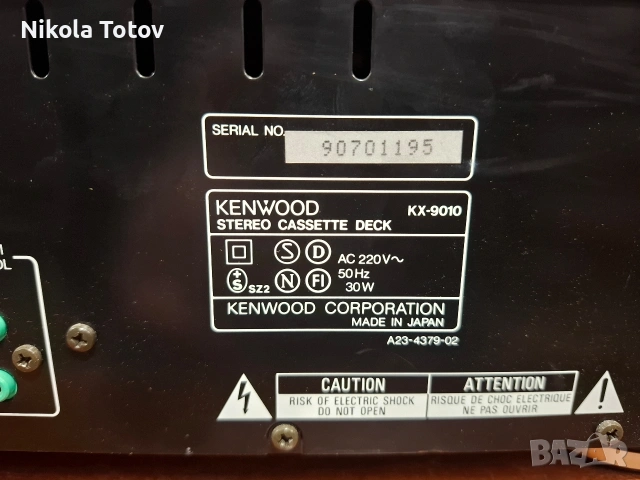 Nikola Totov
SERIAL NO. 90701195
KENWOOD KX-9010
STEREO CASSETTE DECK
S D AC 220V~
S SZ2 N FI 50Hz
30W
KENWOOD CORPORATION
MADE IN JAPAN
A23-4379-02
CAUTION
RISK OF ELECTRIC SHOCK
DO NOT OPEN
ATTENTION
RISQUE DE CHOC ELECTRIQUE
NE PAS OUVRIR
BAZAR